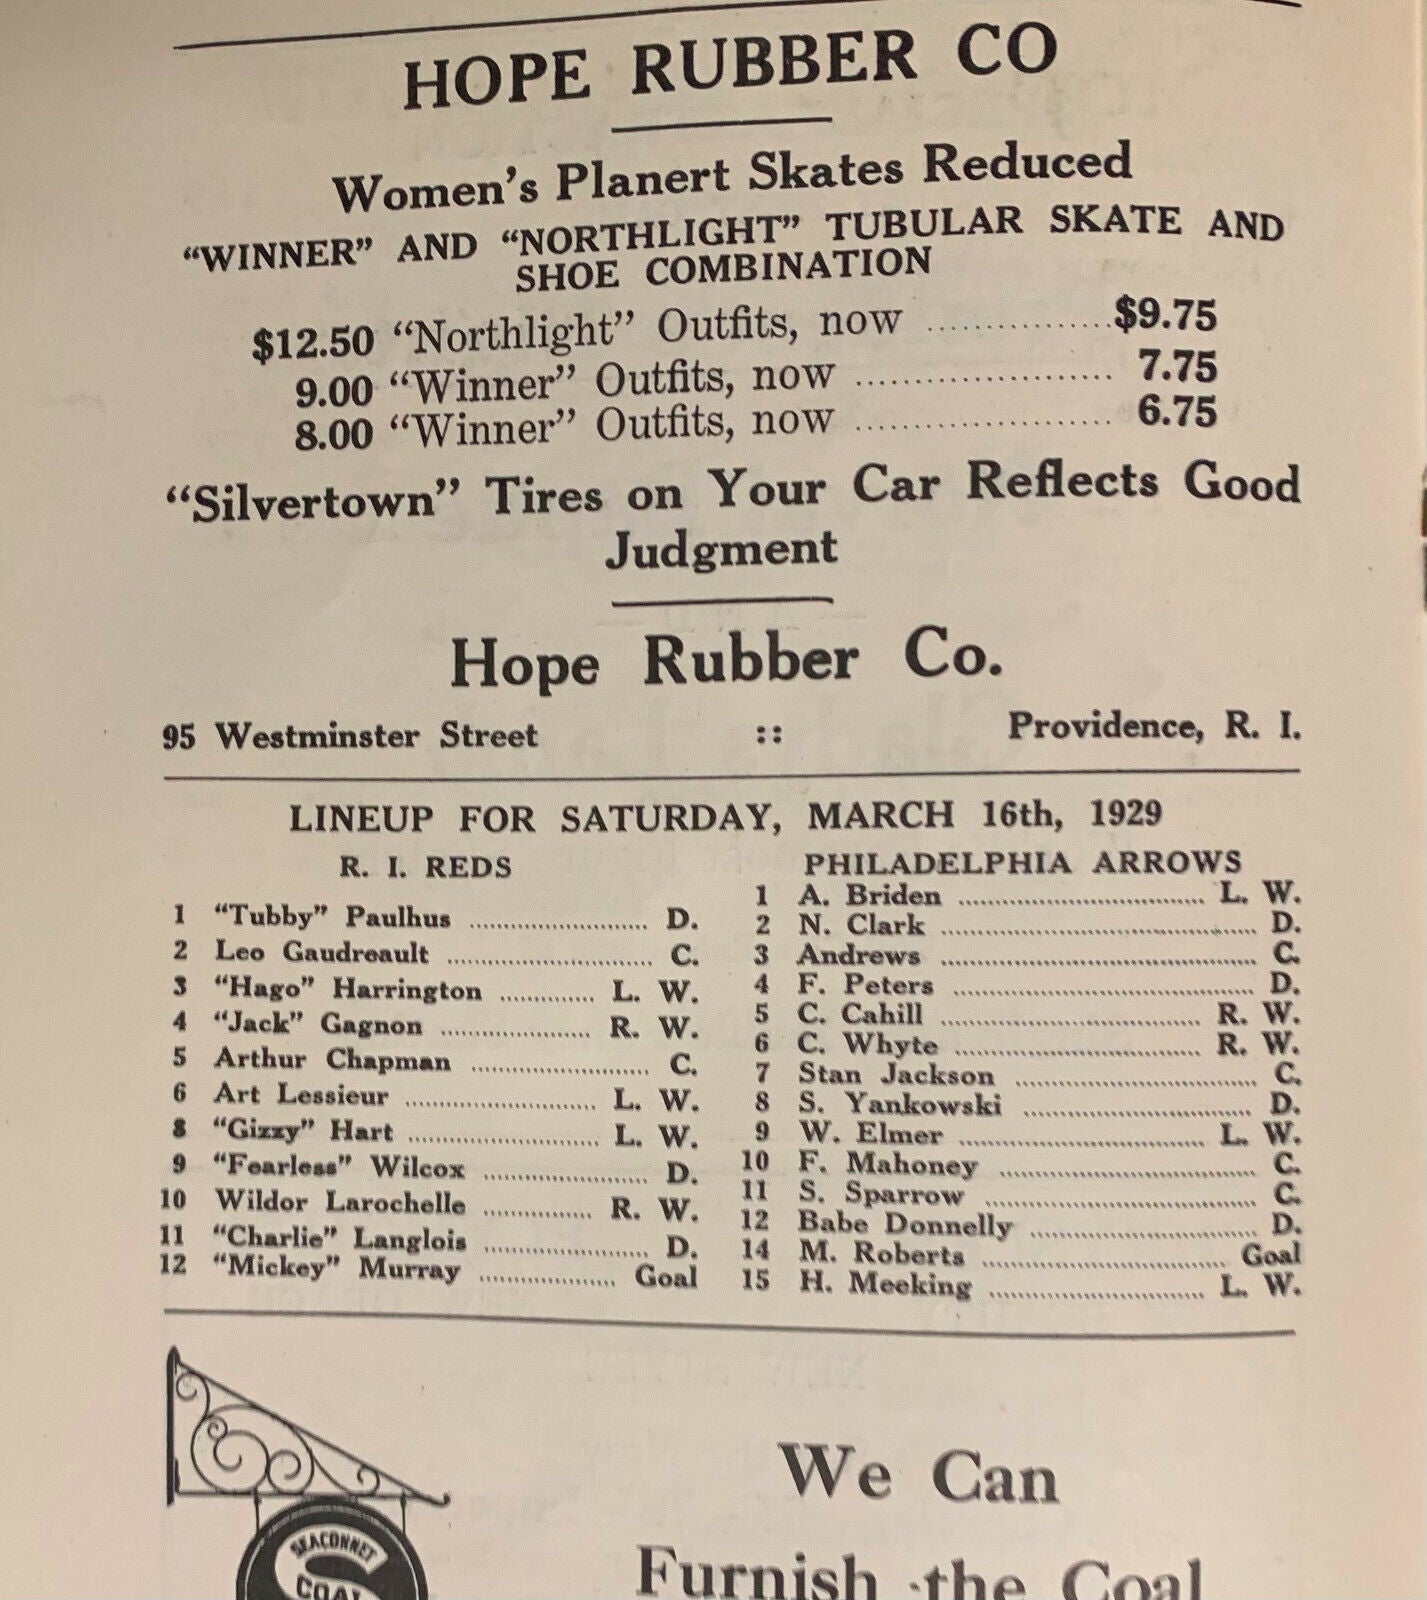 HOPE RUBBER CO
Women's Planert Skates Reduced
"WINNER" AND "NORTHLIGHT" TUBULAR SKATE AND
SHOE COMBINATION
$12.50 "Northlight" Outfits, now ................$9.75
9.00 "Winner" Outfits, now ...................... 7.75
8.00 "Winner" Outfits, now ...................... 6.75
"Silvertown" Tires on Your Car Reflects Good
Judgment
Hope Rubber Co.
95 Westminster Street :: Providence, R. I.
LINEUP FOR SATURDAY, MARCH 16th, 1929
R. I. REDS
1 "Tubby" Paulhus ............................ D.
2 Leo Gaudreault ................................ C.
3 "Hago" Harrington .............. L. W.
4 "Jack" Gagnon ....................... R. W.
5 Arthur Chapman ............................ C.
6 Art Lessieur ............................. L. W.
8 "Gizzy" Hart ............................. L. W.
9 "Fearless" Wilcox .......................... D.
10 Wildor Larochelle ................. R. W.
11 "Charlie" Langlois ......................... D.
12 "Mickey" Murray ..................... Goal
PHILADELPHIA ARROWS
1 A. Briden ...................................... L. W.
2 N. Clark ................................................. D.
3 Andrews ................................................. C.
4 F. Peters ............................................... D.
5 C. Cahill ........................................ R. W.
6 C. Whyte ...................................... R. W.
7 Stan Jackson ..................................... C.
8 S. Yankowski ................................... D.
9 W. Elmer ...................................... L. W.
10 F. Mahoney ........................................ C.
11 S. Sparrow .......................................... C.
12 Babe Donnelly ................................... D.
14 M. Roberts ..................................... Goal
15 H. Meeking ................................. L. W.
SEACONNET
COAL
We Can
Furnish the Coal